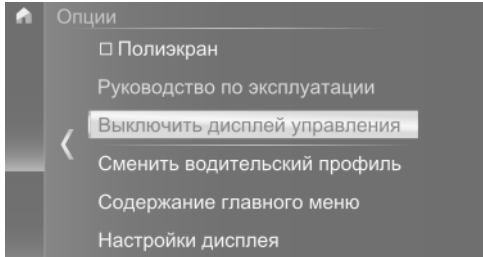 Опции
Полиэкран
Руководство по эксплуатации
Выключить дисплей управления
Сменить водительский профиль
Содержание главного меню
Настройки дисплея